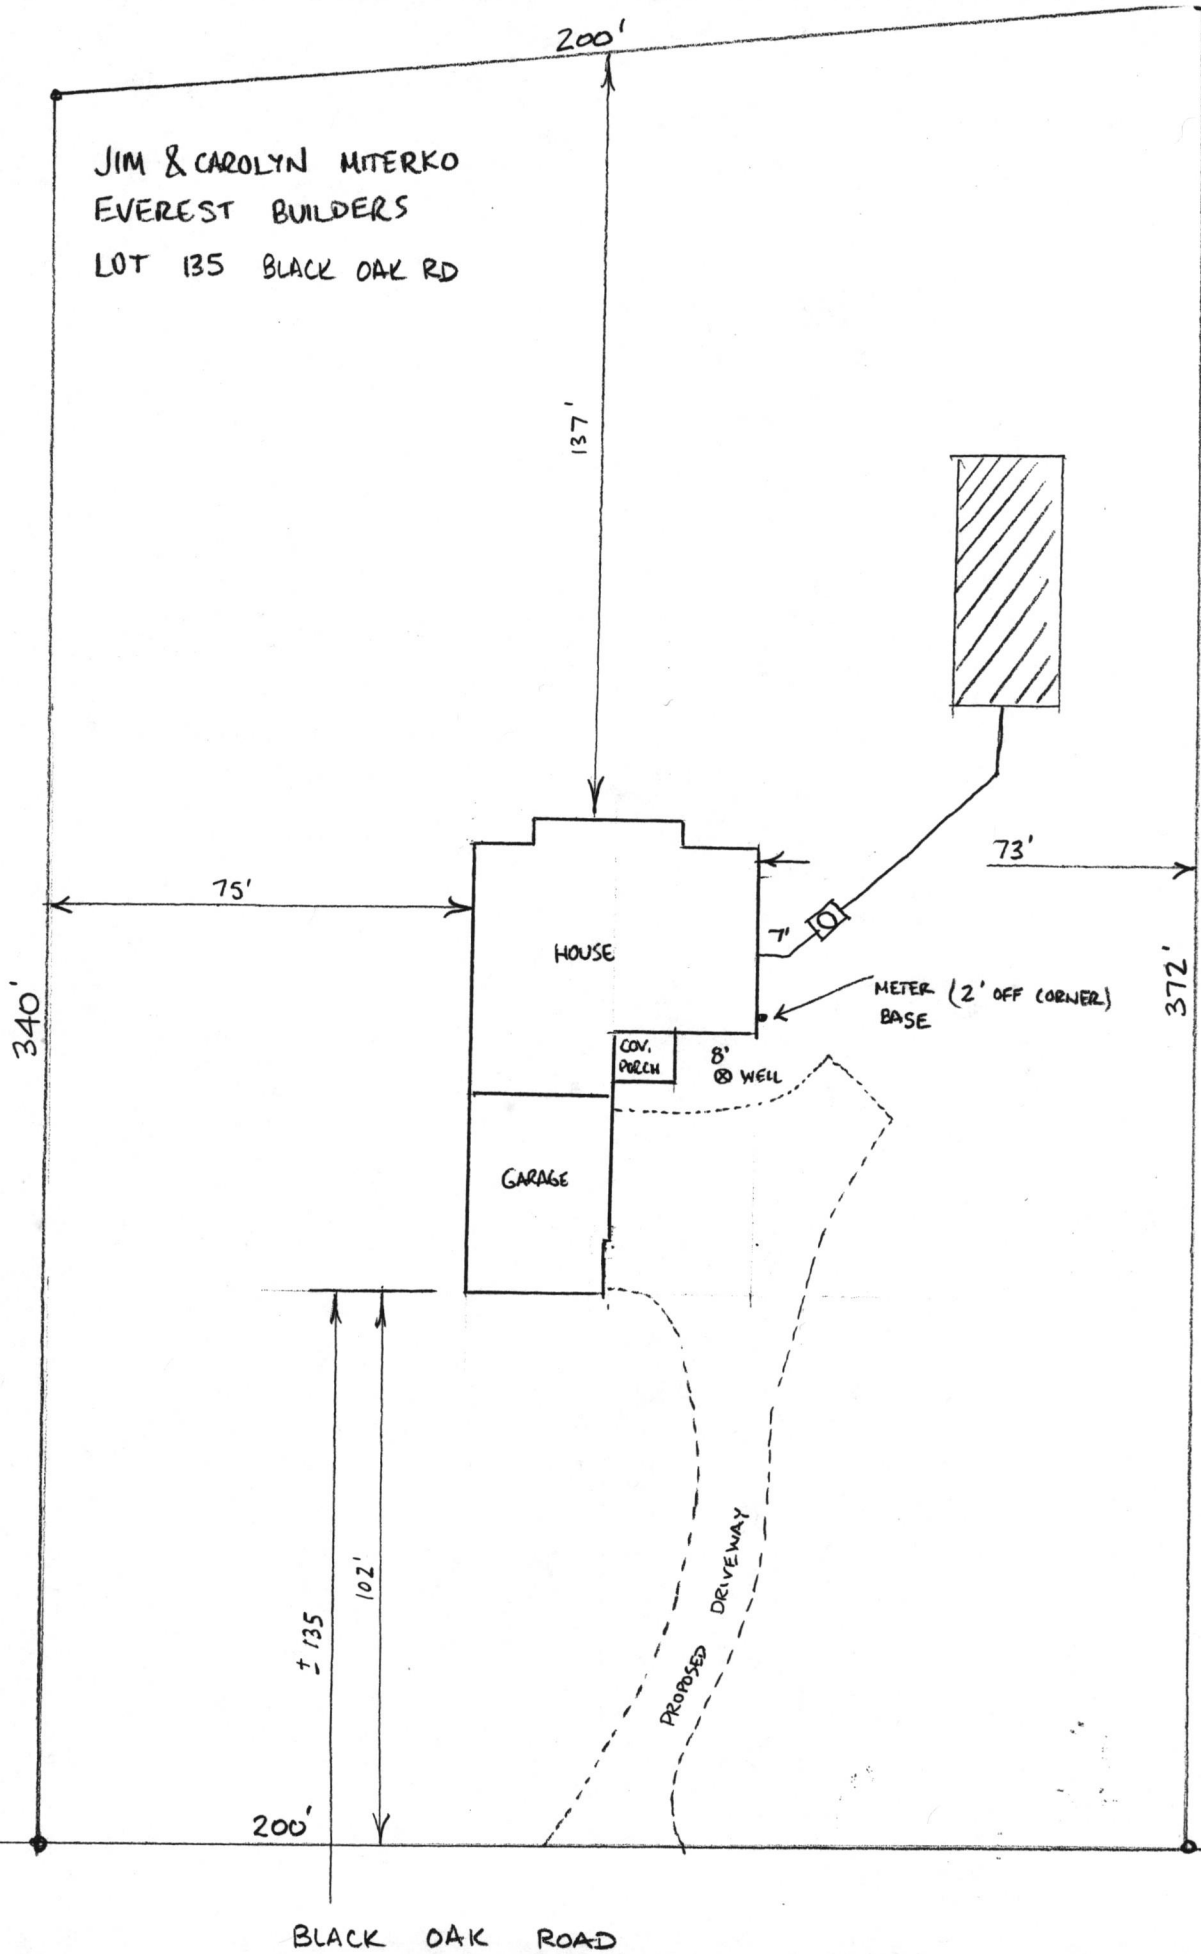 200'
JIM & CAROLYN MITERKO
EVEREST BUILDERS
LOT 135 BLACK OAK RD
137'
73'
75'
HOUSE
7'
METER (2' OFF CORNER)
BASE
340'
372'
COV.
PORCH
8'
WELL
GARAGE
102'
± 135
PROPOSED DRIVEWAY
200'
BLACK OAK ROAD